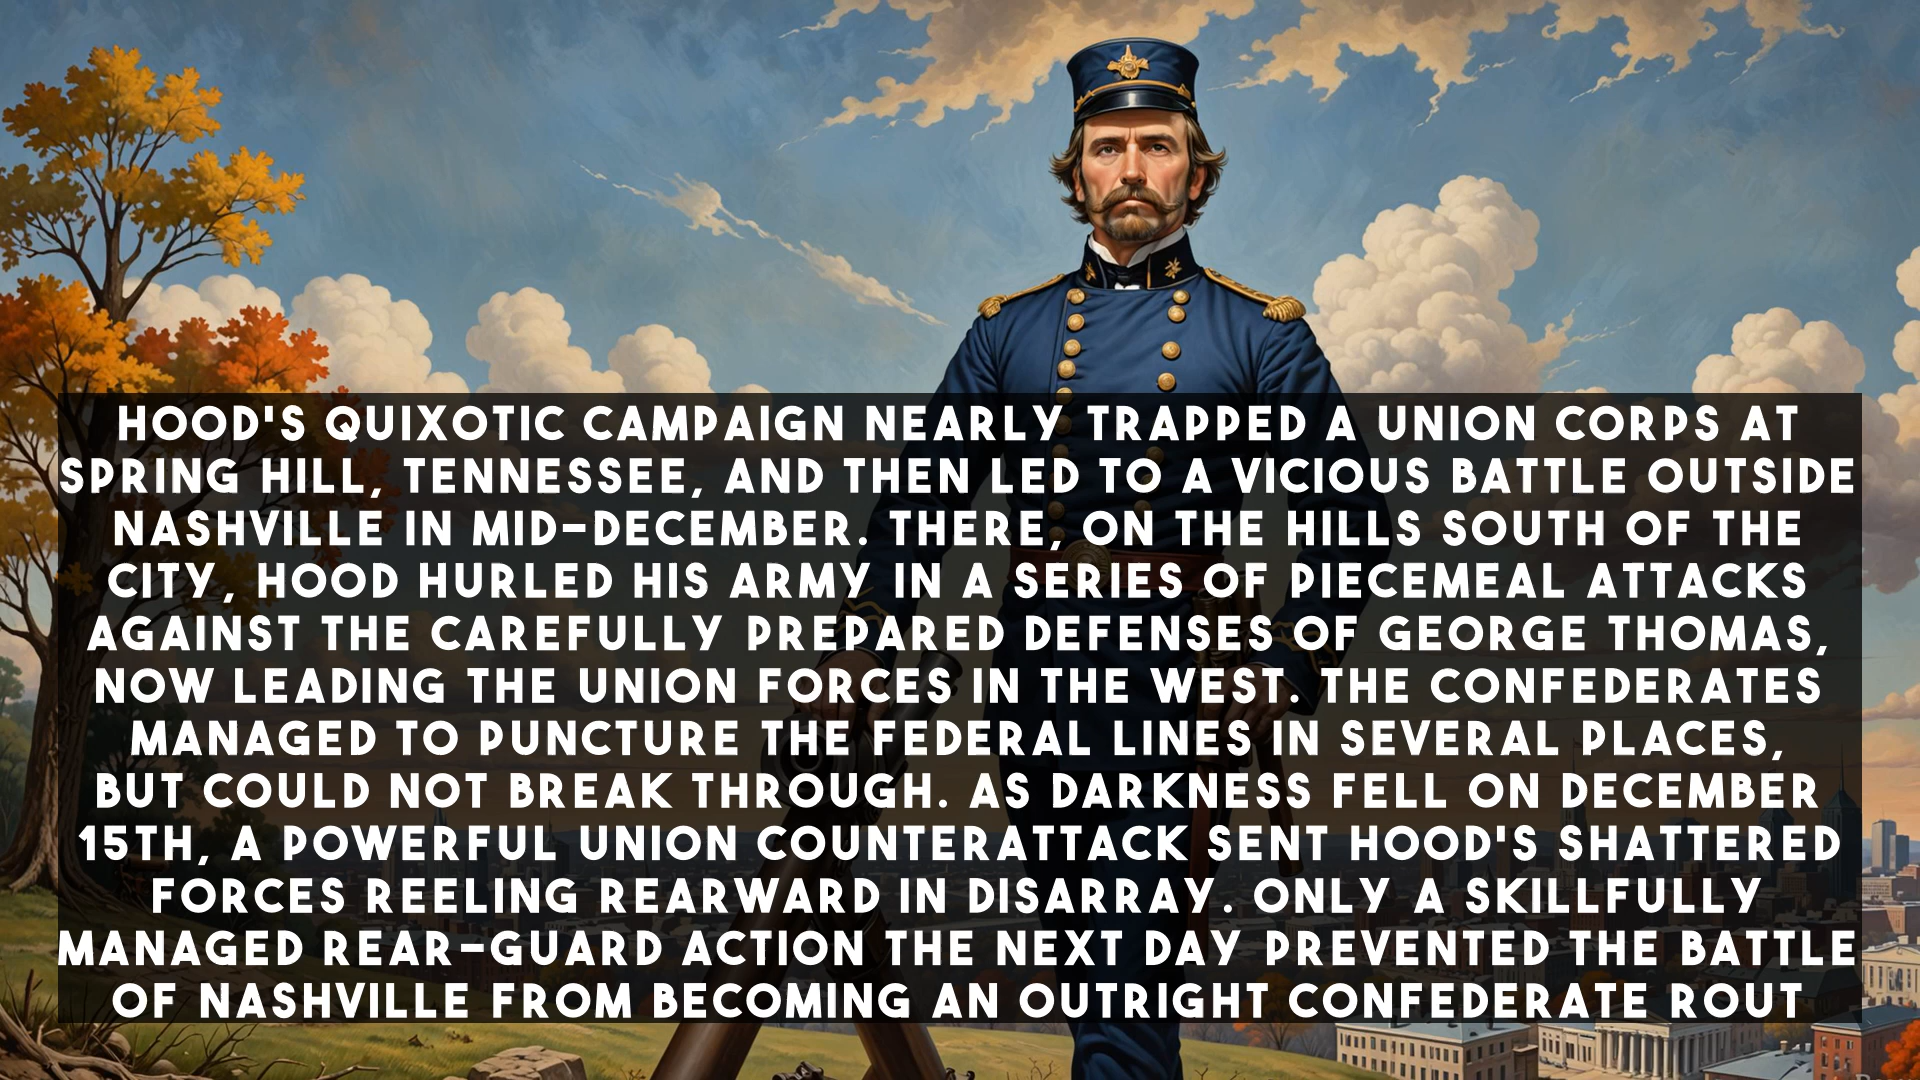 HOOD'S QUIXOTIC CAMPAIGN NEARLY TRAPPED A UNION CORPS AT
SPRING HILL, TENNESSEE, AND THEN LED TO A VICIOUS BATTLE OUTSIDE
NASHVILLE IN MID-DECEMBER. THERE, ON THE HILLS SOUTH OF THE
CITY, HOOD HURLED HIS ARMY IN A SERIES OF PIECEMEAL ATTACKS
AGAINST THE CAREFULLY PREPARED DEFENSES OF GEORGE THOMAS,
NOW LEADING THE UNION FORCES IN THE WEST. THE CONFEDERATES
MANAGED TO PUNCTURE THE FEDERAL LINES IN SEVERAL PLACES,
BUT COULD NOT BREAK THROUGH. AS DARKNESS FELL ON DECEMBER
15TH, A POWERFUL UNION COUNTERATTACK SENT HOOD'S SHATTERED
FORCES REELING REARWARD IN DISARRAY. ONLY A SKILLFULLY
MANAGED REAR-GUARD ACTION THE NEXT DAY PREVENTED THE BATTLE
OF NASHVILLE FROM BECOMING AN OUTRIGHT CONFEDERATE ROUT